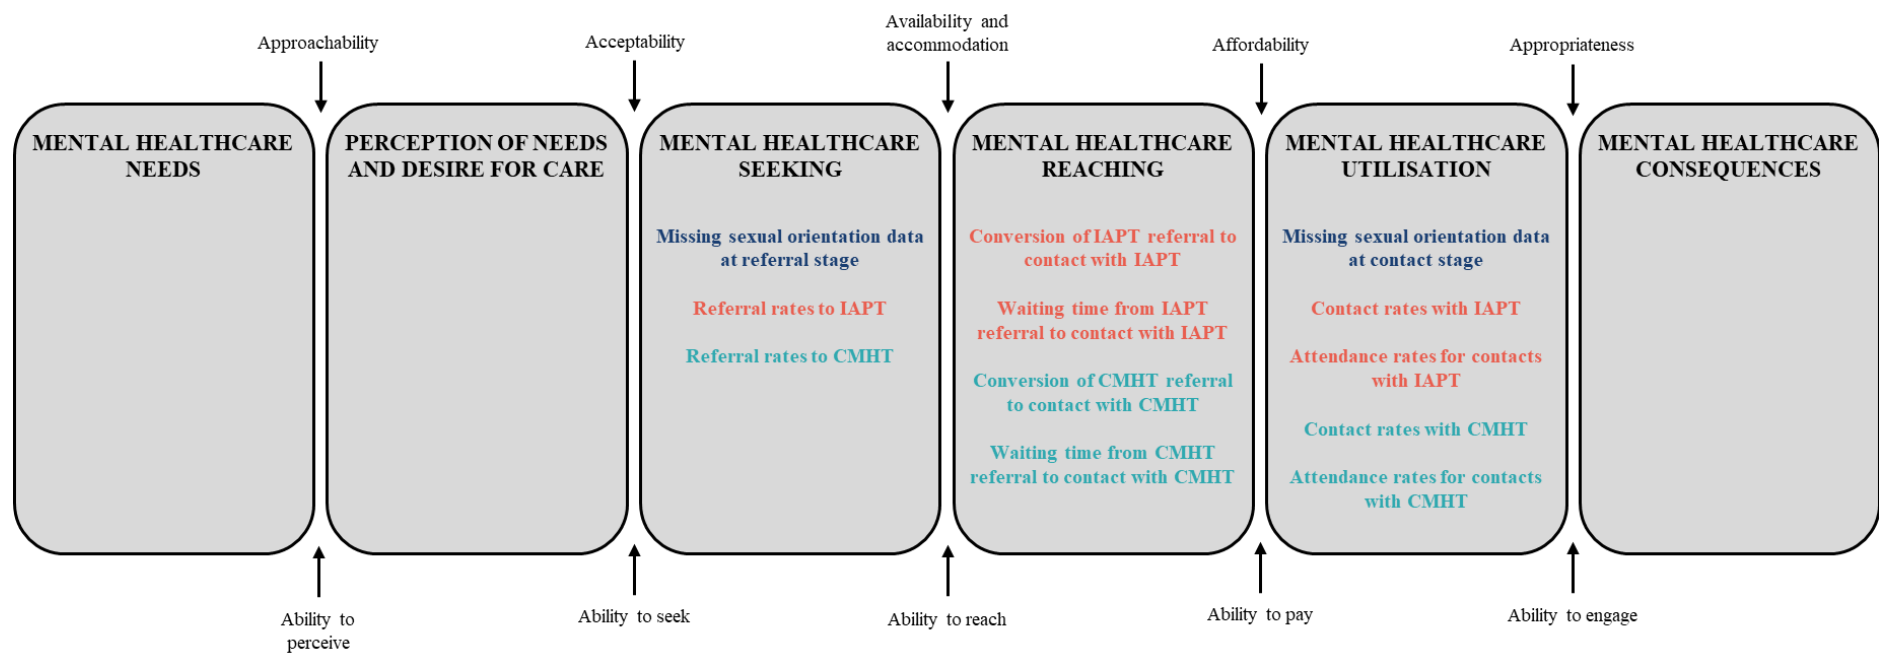 Approachability
Acceptability
Availability and
accommodation
Affordability
Appropriateness
MENTAL HEALTHCARE
NEEDS
PERCEPTION OF NEEDS
AND DESIRE FOR CARE
MENTAL HEALTHCARE
SEEKING
Missing sexual orientation data
at referral stage
Referral rates to IAPT
Referral rates to CMHT
MENTAL HEALTHCARE
REACHING
Conversion of IAPT referral to
contact with IAPT
Waiting time from IAPT
referral to contact with IAPT
Conversion of CMHT referral
to contact with CMHT
Waiting time from CMHT
referral to contact with CMHT
MENTAL HEALTHCARE
UTILISATION
Missing sexual orientation data
at contact stage
Contact rates with IAPT
Attendance rates for contacts
with IAPT
Contact rates with CMHT
Attendance rates for contacts
with CMHT
MENTAL HEALTHCARE
CONSEQUENCES
Ability to
perceive
Ability to seek
Ability to reach
Ability to pay
Ability to engage